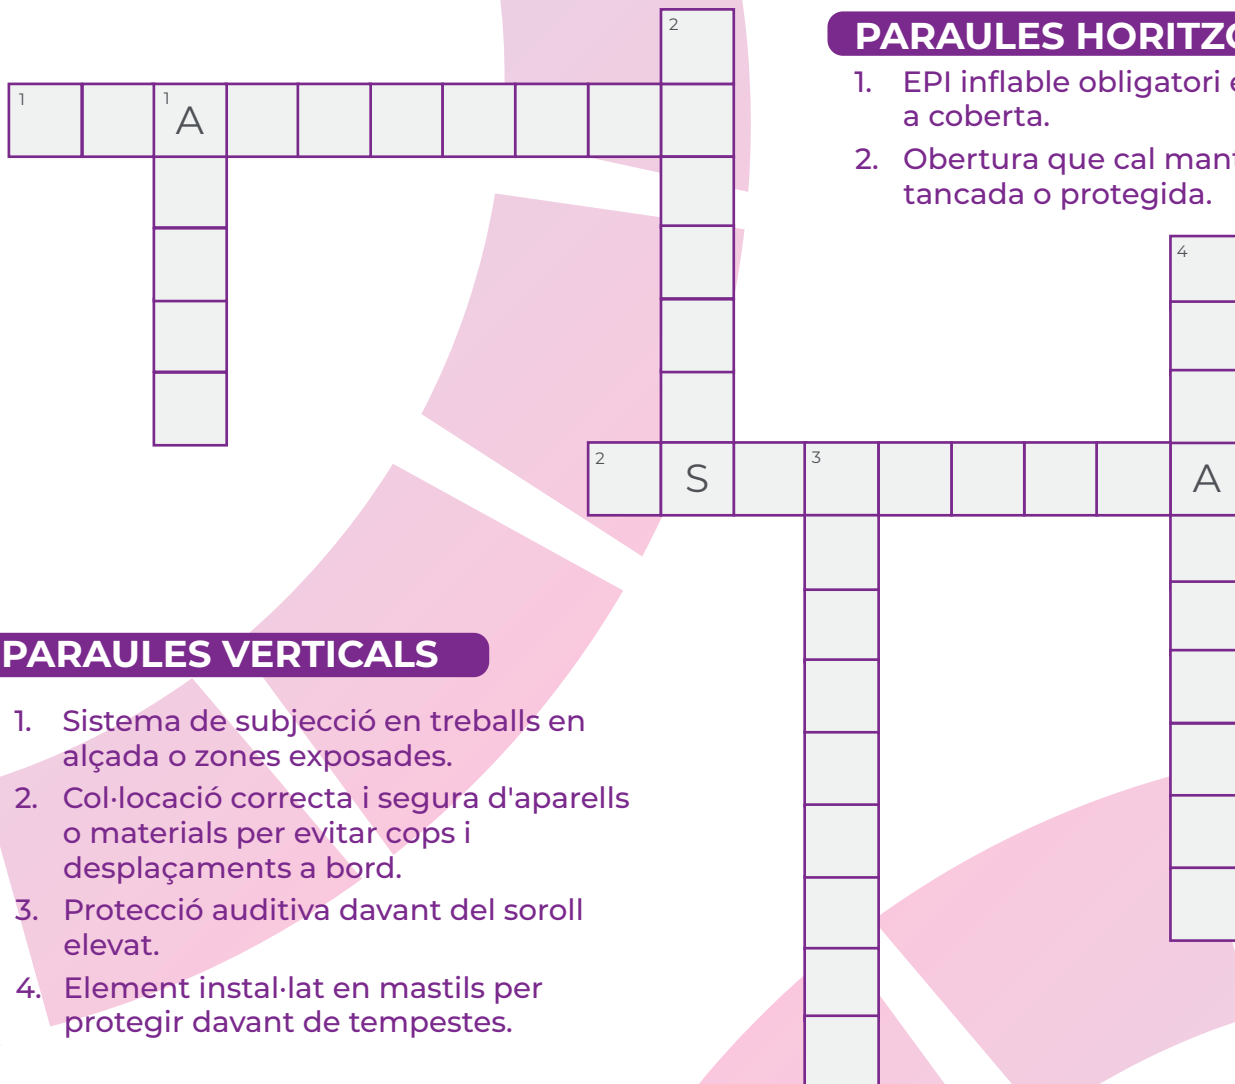 2
PARAULES HORITZO
1. EPI inflable obligatori e
a coberta.
2. Obertura que cal mant
tancada o protegida.
1
1
A
4
2
S
3
A
PARAULES VERTICALS
1. Sistema de subjecció en treballs en
alçada o zones exposades.
2. Col·locació correcta i segura d'aparells
o materials per evitar cops i
desplaçaments a bord.
3. Protecció auditiva davant del soroll
elevat.
4. Element instal·lat en mastils per
protegir davant de tempestes.